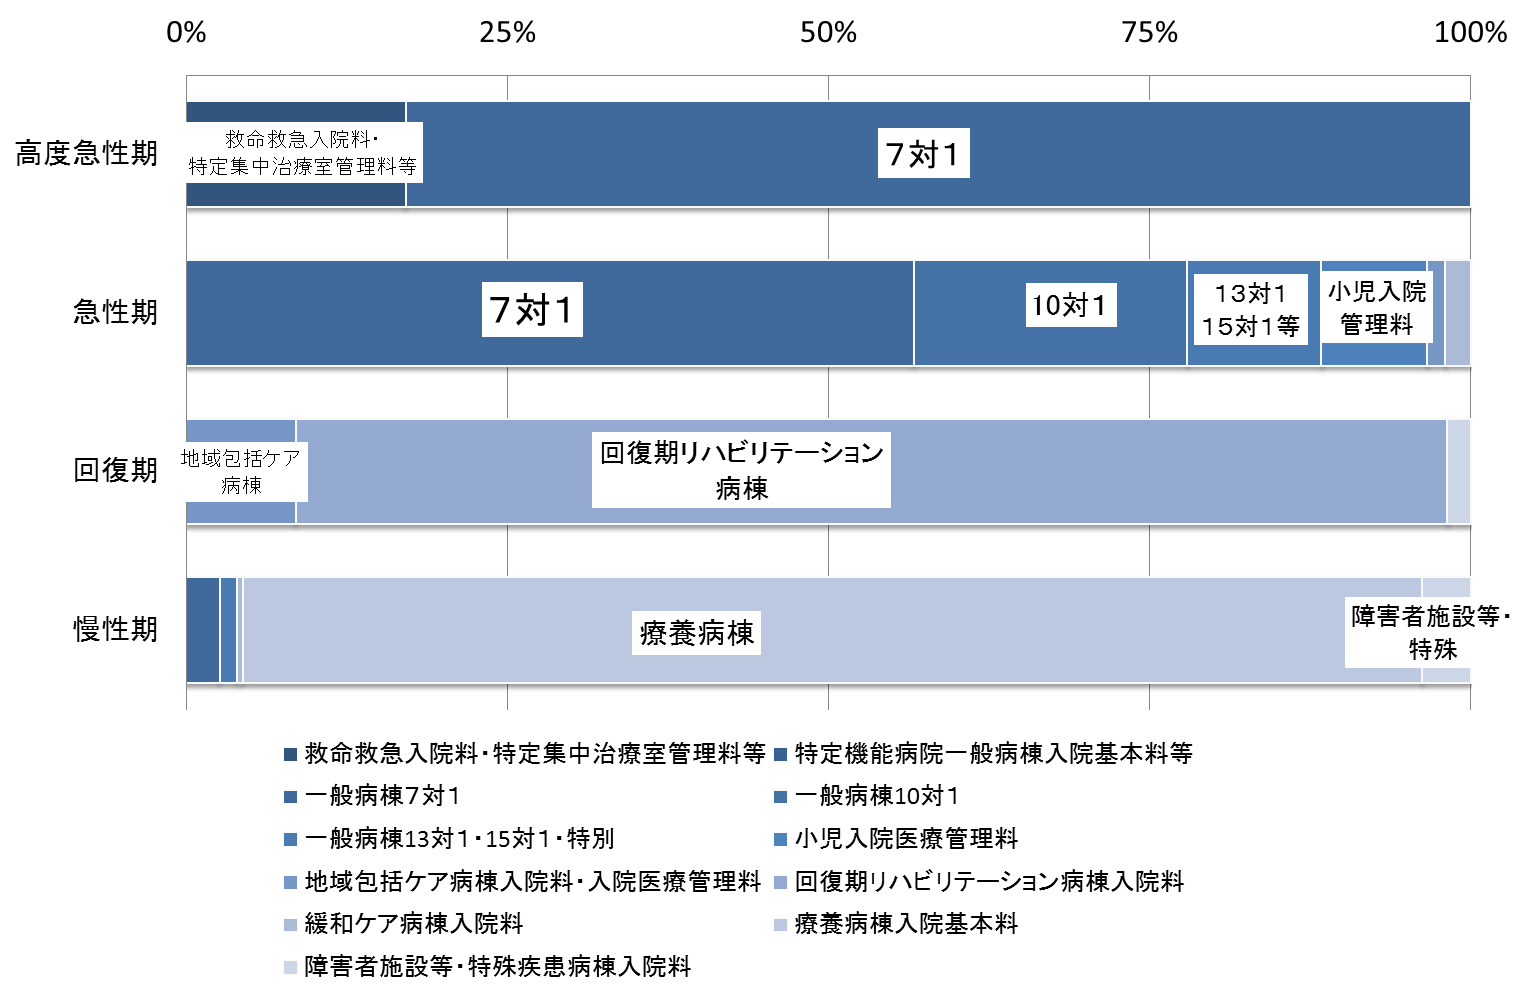 0% 25% 50% 75% 100%
高度急性期
救命救急入院料・
特定集中治療室管理料等
７対１
急性期
７対１
10対１
１３対１
１５対１等
小児入院
管理料
回復期
地域包括ケア
病棟
回復期リハビリテーション
病棟
慢性期
療養病棟
障害者施設等・
特殊
救命救急入院料・特定集中治療室管理料等 特定機能病院一般病棟入院基本料等
一般病棟７対１ 一般病棟10対１
一般病棟13対１・15対１・特別 小児入院医療管理料
地域包括ケア病棟入院料・入院医療管理料 回復期リハビリテーション病棟入院料
緩和ケア病棟入院料 療養病棟入院基本料
障害者施設等・特殊疾患病棟入院料